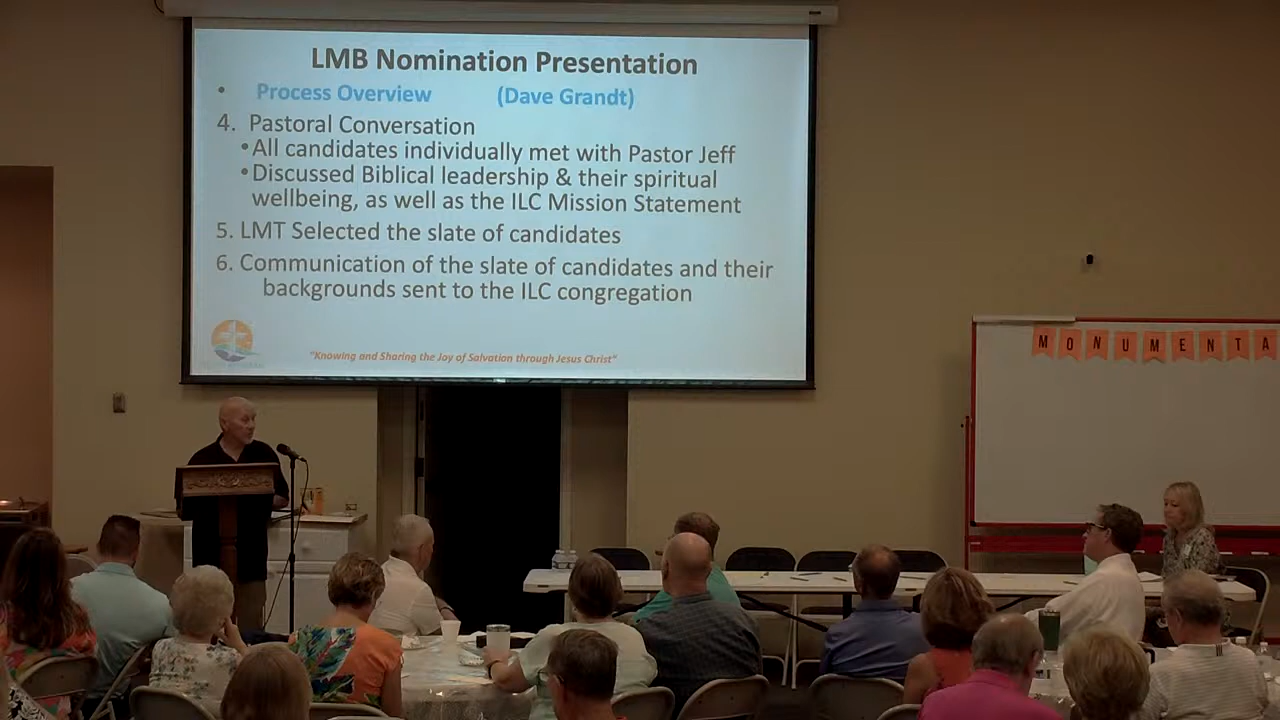 LMB Nomination Presentation
• Process Overview (Dave Grandt)
4. Pastoral Conversation
•All candidates individually met with Pastor Jeff
•Discussed Biblical leadership & their spiritual
wellbeing, as well as the ILC Mission Statement
5. LMT Selected the slate of candidates
6. Communication of the slate of candidates and their
backgrounds sent to the ILC congregation
"Knowing and Sharing the Joy of Salvation through Jesus Christ"
MONUMENTA